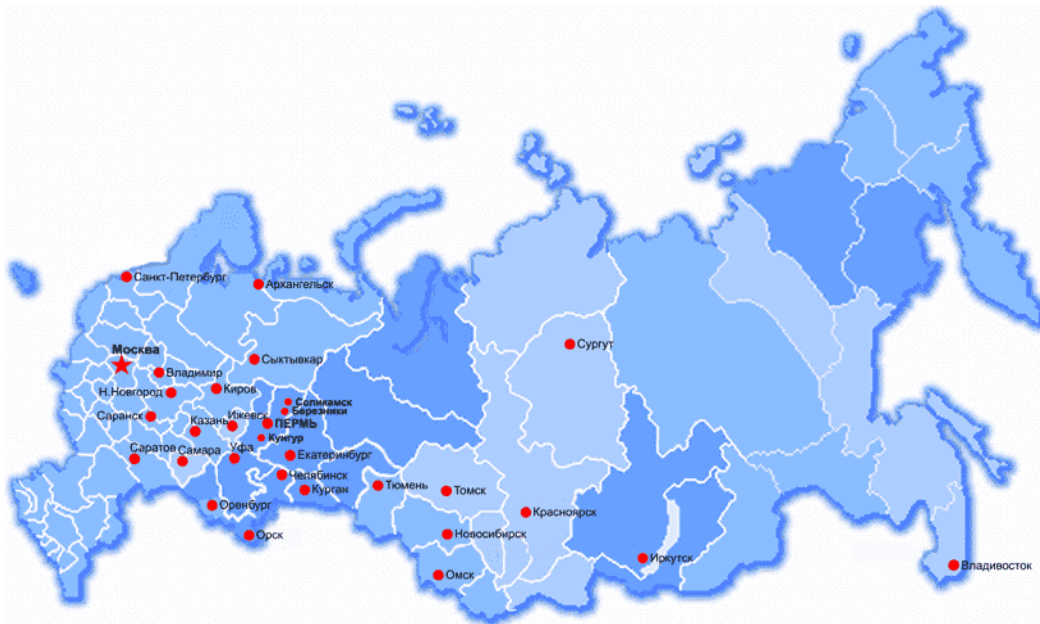 Санкт-Петербург
Архангельск
Сургут
Москва
Сыктывкар
Владимир
Киров
Н.Новгород
Соликамск
Березники
Саранск
Казань
Ижевск
ПЕРМЬ
Кунгур
Саратов
Самара
Уфа
Екатеринбург
Челябинск
Курган
Тюмень
Томск
Оренбург
Красноярск
Орск
Новосибирск
Иркутск
Владивосток
Омск